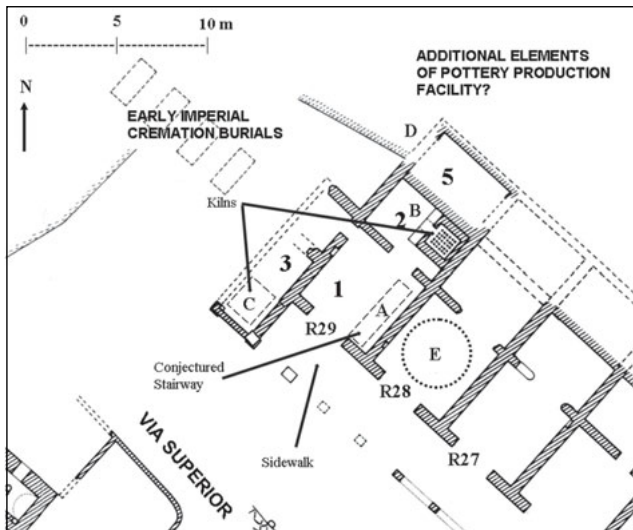 0 5 10 m
N
ADDITIONAL ELEMENTS
OF POTTERY PRODUCTION
FACILITY?
EARLY IMPERIAL
CREMATION BURIALS
D
5
Kilns
B
2
3
1
C
A
R29
E
Conjectured
Stairway
R28
R27
VIA SUPERIOR
Sidewalk